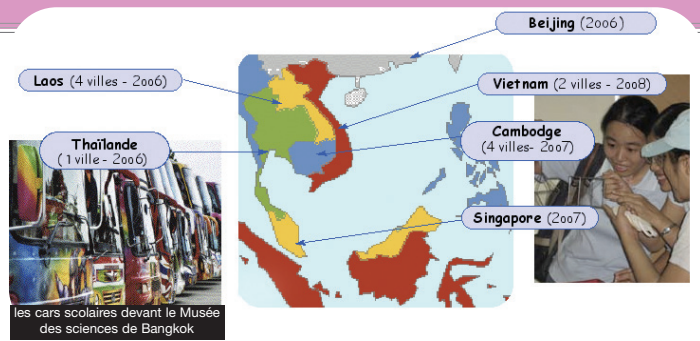 Beijing (2006)
Laos (4 villes - 2006)
Vietnam (2 villes - 2008)
Thaïlande
(1 ville - 2006)
Cambodge
(4 villes- 2007)
Singapore (2007)
les cars scolaires devant le Musée
des sciences de Bangkok